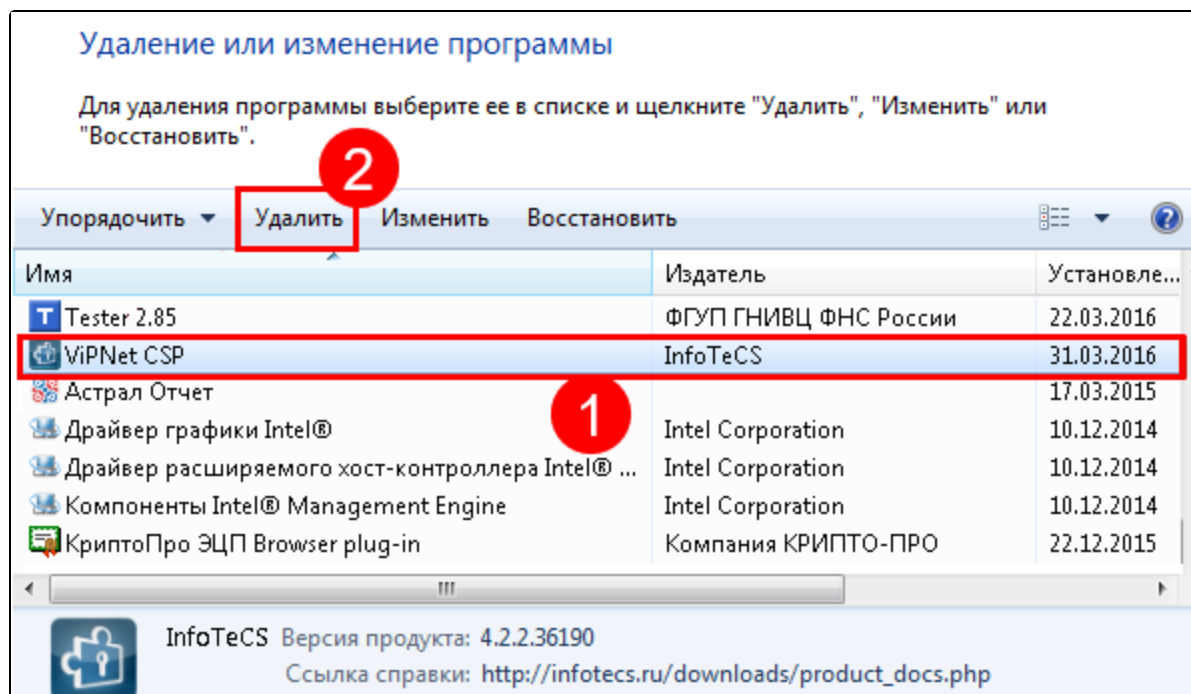 Удаление или изменение программы
Для удаления программы выберите ее в списке и щелкните "Удалить", "Изменить" или
"Восстановить".
2
Упорядочить Удалить Изменить Восстановить
Имя Издатель Установле...
Tester 2.85 ФГУП ГНИВЦ ФНС России 22.03.2016
ViPNet CSP InfoTeCS 31.03.2016
Астрал Отчет 17.03.2015
1
Драйвер графики Intel® Intel Corporation 10.12.2014
Драйвер расширяемого хост-контроллера Intel® ... Intel Corporation 10.12.2014
Компоненты Intel® Management Engine Intel Corporation 10.12.2014
КриптоПро ЭЦП Browser plug-in Компания КРИПТО-ПРО 22.12.2015
InfoTeCS Версия продукта: 4.2.2.36190
Ссылка справки: http://infotecs.ru/downloads/product_docs.php